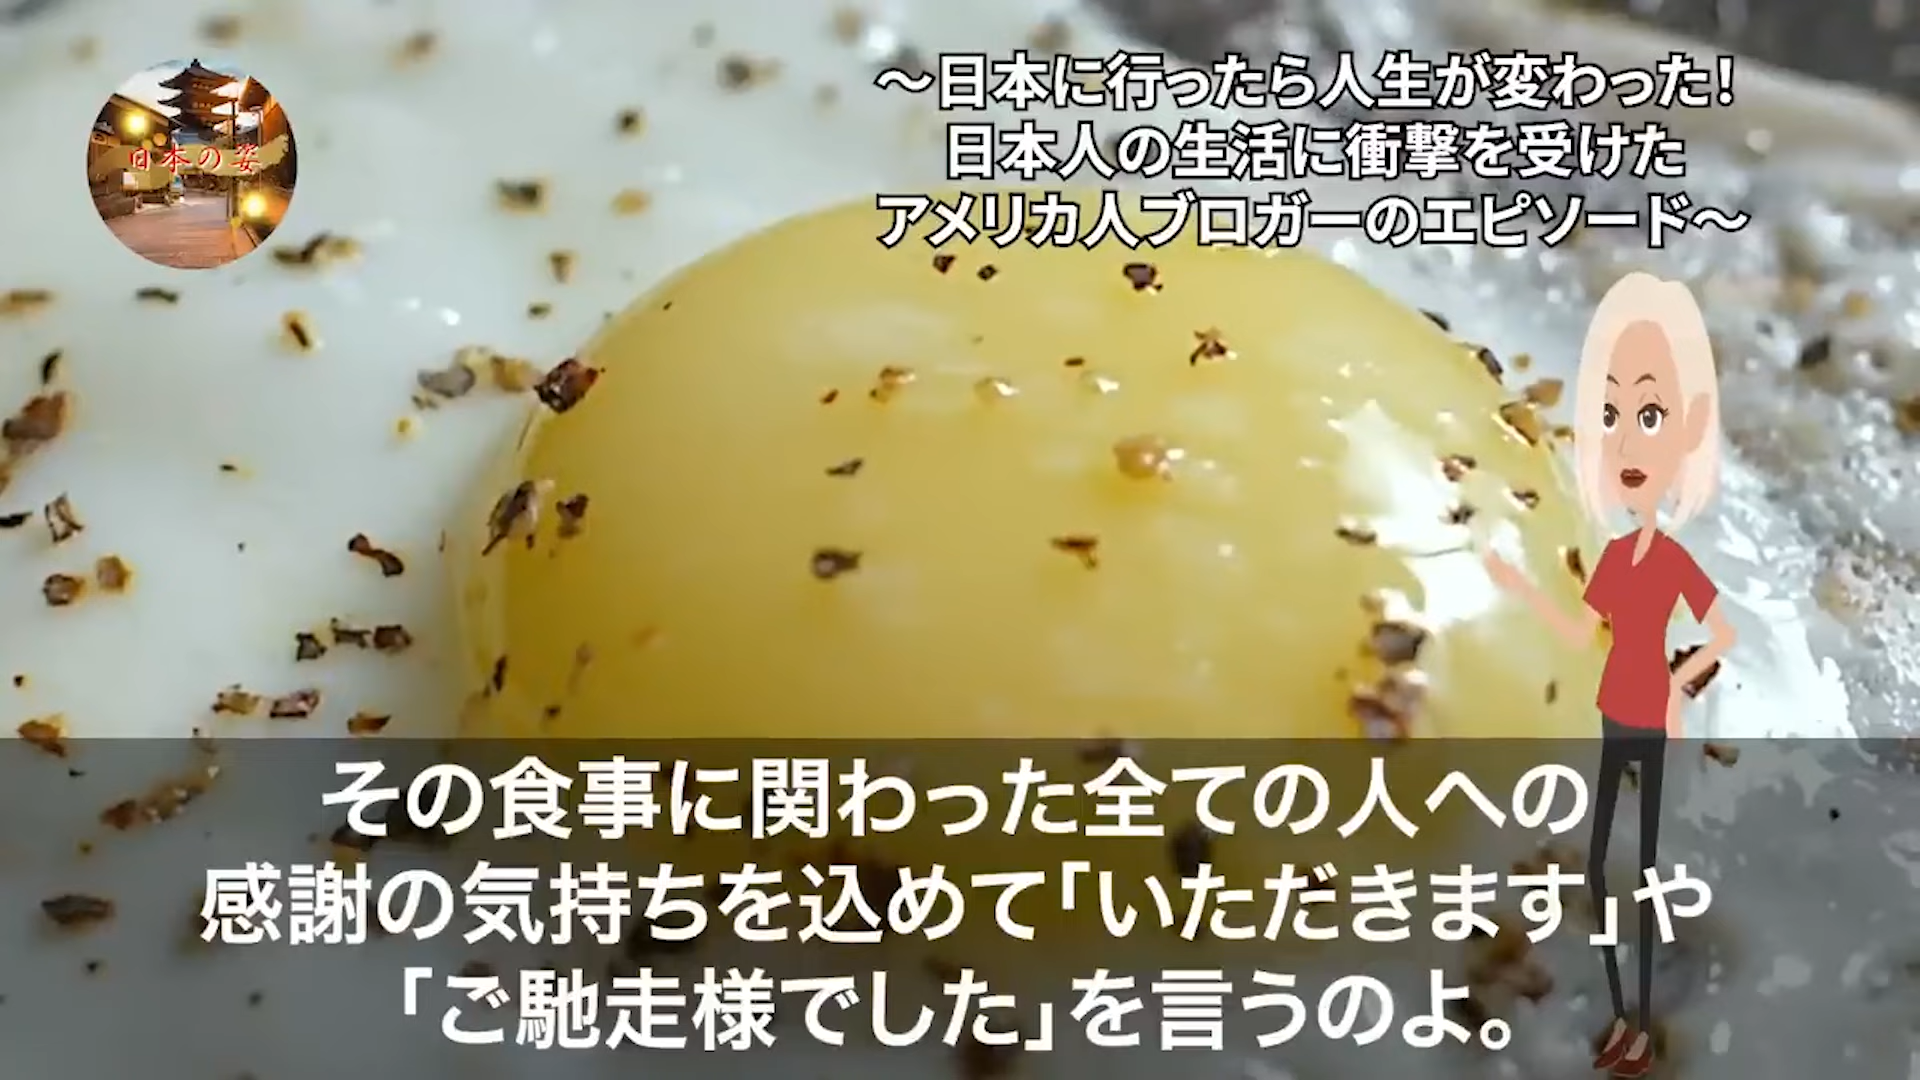 日本の姿
～日本に行ったら人生が変わった!
日本人の生活に衝撃を受けた
アメリカ人ブロガーのエピソード～
その食事に関わった全ての人への
感謝の気持ちを込めて「いただきます」や
「ご馳走様でした」を言うのよ。